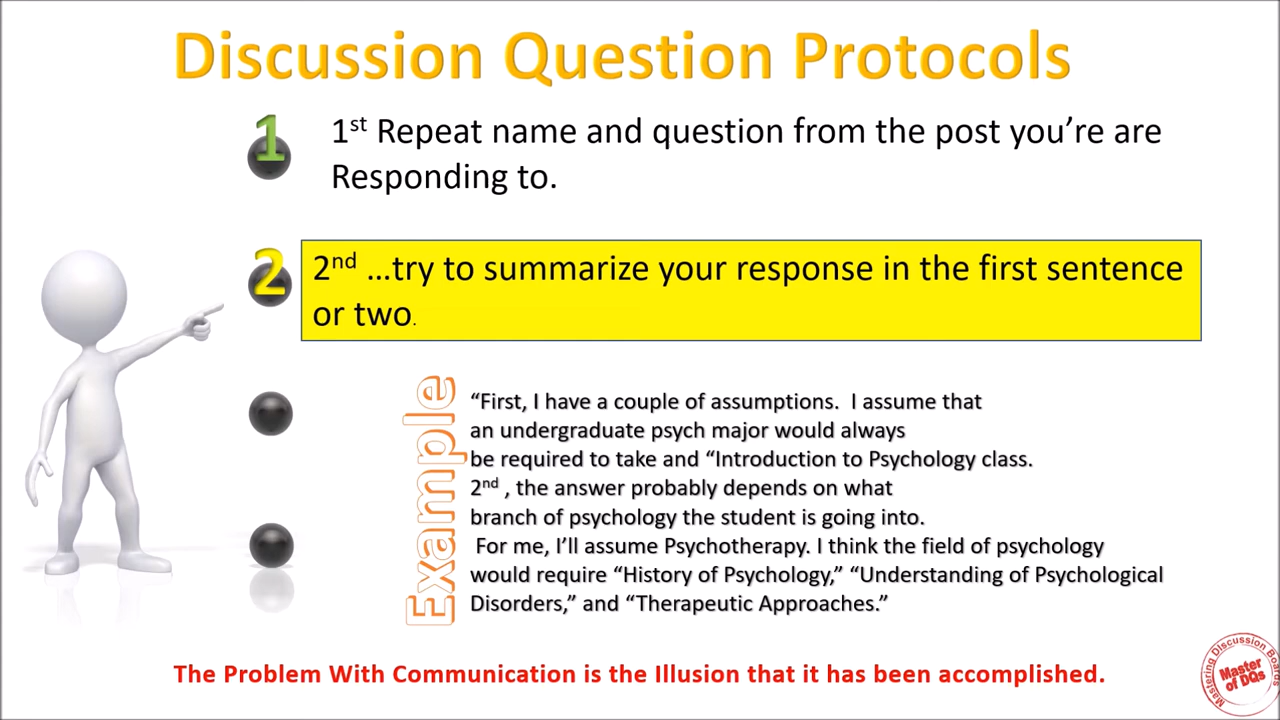 Discussion Question Protocols
1
1st Repeat name and question from the post you’re are
Responding to.
2
2nd ...try to summarize your response in the first sentence
or two.
Example
“First, I have a couple of assumptions. I assume that
an undergraduate psych major would always
be required to take and “Introduction to Psychology class.
2nd , the answer probably depends on what
branch of psychology the student is going into.
For me, I’ll assume Psychotherapy. I think the field of psychology
would require “History of Psychology,” “Understanding of Psychological
Disorders,” and “Therapeutic Approaches.”
The Problem With Communication is the Illusion that it has been accomplished.
Mastering Discussion Boards
Master
of DQs